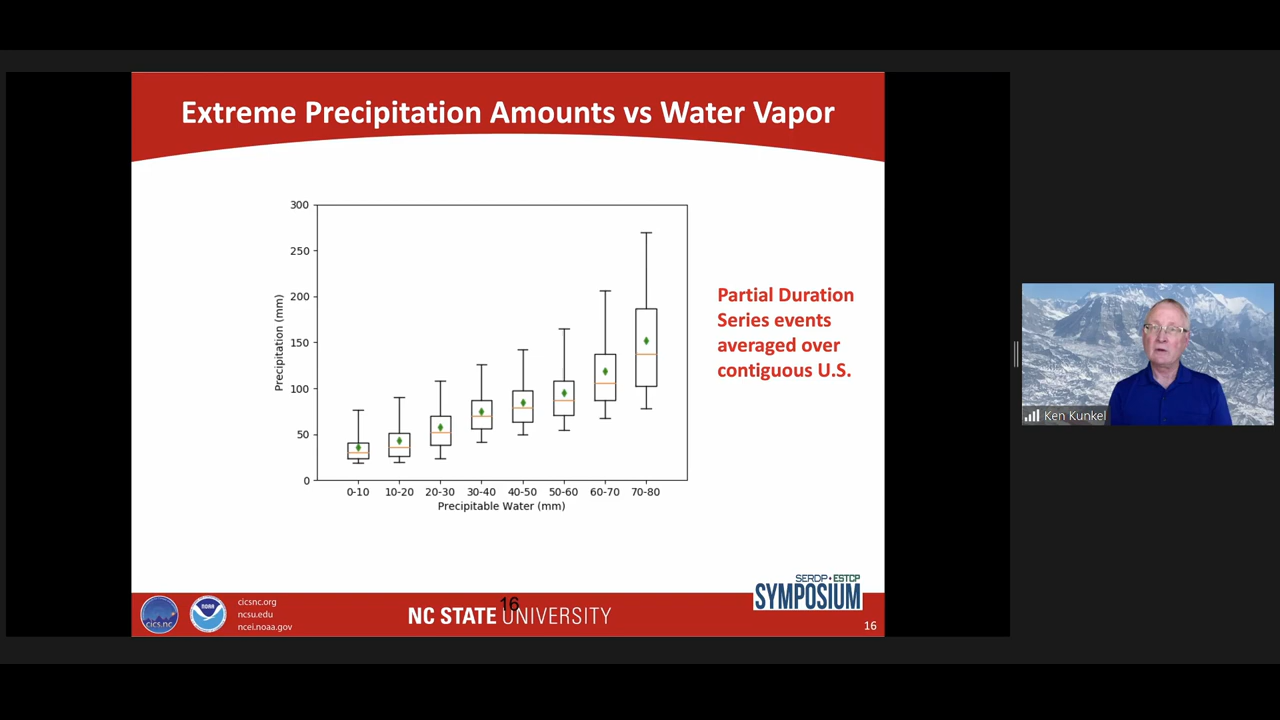 Extreme Precipitation Amounts vs Water Vapor
300
250
200
150
100
50
0
Precipitation (mm)
0-10 10-20 20-30 30-40 40-50 50-60 60-70 70-80
Precipitable Water (mm)
Partial Duration
Series events
averaged over
contiguous U.S.
Ken Kunkel
SERDP • ESTCP
SYMPOSIUM
cics.nc
NOAA
cicsnc.org
ncsu.edu
ncei.noaa.gov
16
NC STATE UNIVERSITY
16